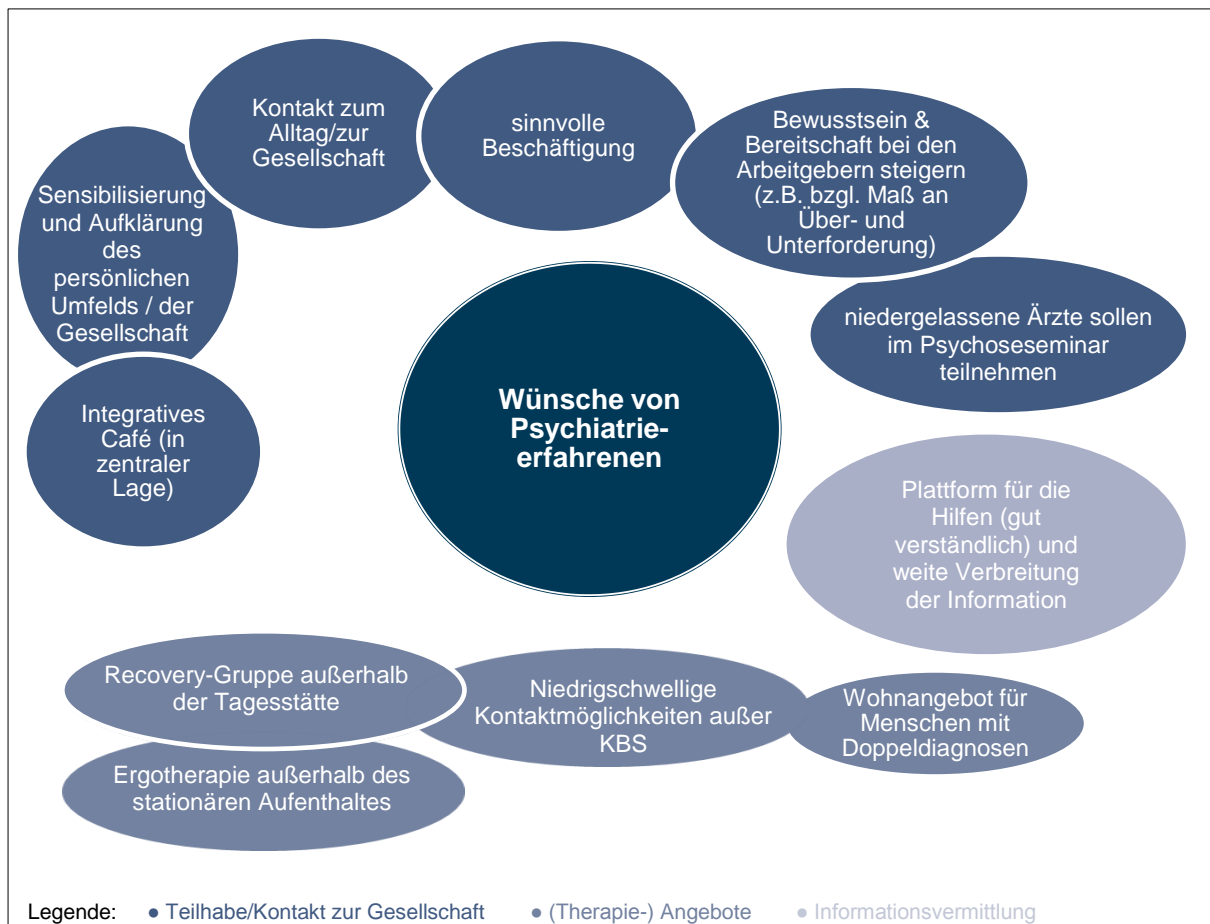 Kontakt zum
Alltag/zur
Gesellschaft
sinnvolle
Beschäftigung
Bewusstsein &
Bereitschaft bei den
Arbeitgebern steigern
(z.B. bzgl. Maß an
Über- und
Unterforderung)
Sensibilisierung
und Aufklärung
des
persönlichen
Umfelds / der
Gesellschaft
niedergelassene Ärzte sollen
im Psychoseseminar
teilnehmen
Integratives
Café (in
zentraler
Lage)
Wünsche von
Psychiatrie-
erfahrenen
Plattform für die
Hilfen (gut
verständlich) und
weite Verbreitung
der Information
Recovery-Gruppe außerhalb
der Tagesstätte
Niedrigschwellige
Kontaktmöglichkeiten außer
KBS
Wohnangebot für
Menschen mit
Doppeldiagnosen
Ergotherapie außerhalb des
stationären Aufenthaltes
Legende: ● Teilhabe/Kontakt zur Gesellschaft ● (Therapie-) Angebote ● Informationsvermittlung